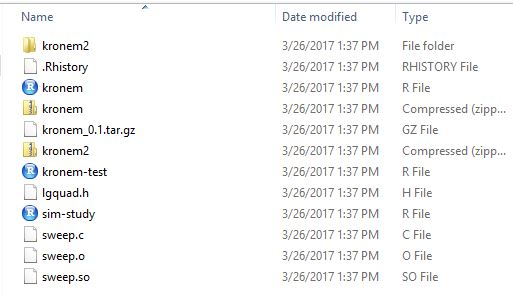 Name Date modified Type
kronem2 3/26/2017 1:37 PM File folder
.Rhistory 3/26/2017 1:37 PM RHISTORY File
kronem 3/26/2017 1:37 PM R File
kronem 3/26/2017 1:37 PM Compressed (zipp...
kronem_0.1.tar.gz 3/26/2017 1:37 PM GZ File
kronem2 3/26/2017 1:37 PM Compressed (zipp...
kronem-test 3/26/2017 1:37 PM R File
lgquad.h 3/26/2017 1:37 PM H File
sim-study 3/26/2017 1:37 PM R File
sweep.c 3/26/2017 1:37 PM C File
sweep.o 3/26/2017 1:37 PM O File
sweep.so 3/26/2017 1:37 PM SO File